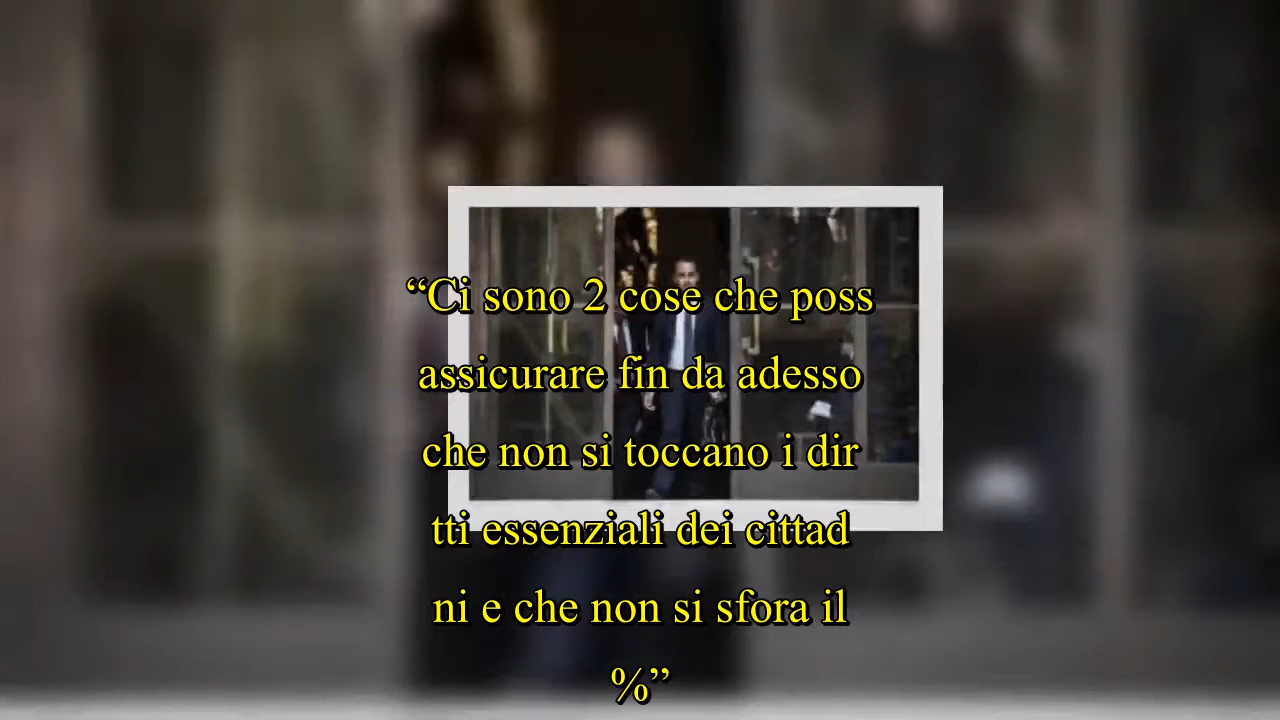 “Ci sono 2 cose che poss
assicurare fin da adesso
che non si toccano i dir
tti essenziali dei cittad
ni e che non si sfora il
%”